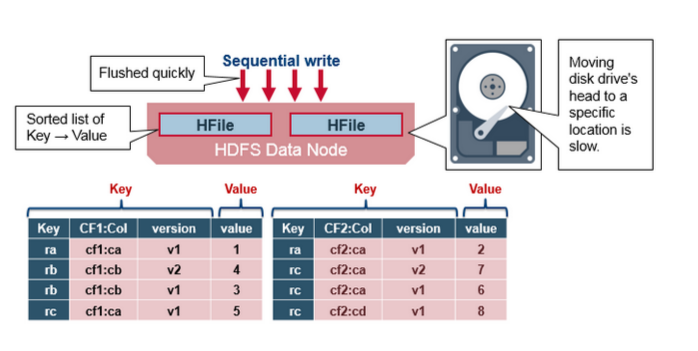 Sequential write
Flushed quickly
Moving
disk drive's
head to a
specific
location is
slow.
Sorted list of
Key → Value
HFile
HFile
HDFS Data Node
Key Value Key Value
Key CF1:Col version value Key CF2:Col version value
ra cf1:ca v1 1 ra cf2:ca v1 2
rb cf1:cb v2 4 rc cf2:ca v2 7
rb cf1:cb v1 3 rc cf2:ca v1 6
rc cf1:ca v1 5 rc cf2:cd v1 8